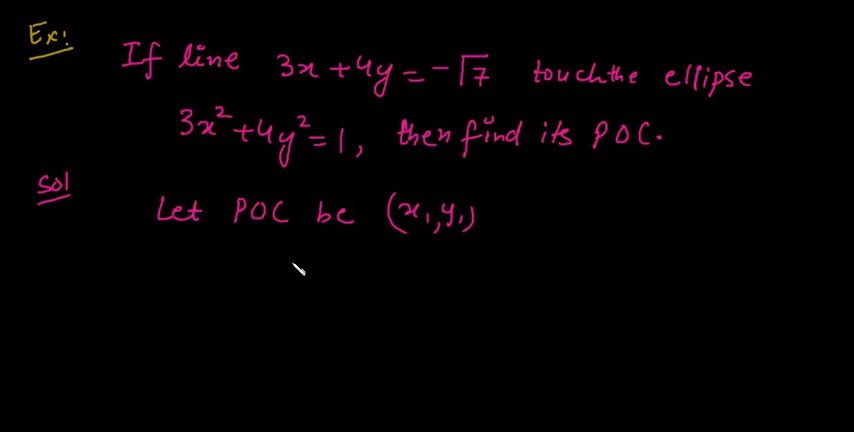 Ex:
If line 3x + 4y = -√7 touch the ellipse
3x² + 4y² = 1, then find its POC.
Sol
Let POC be (x₁, y₁)